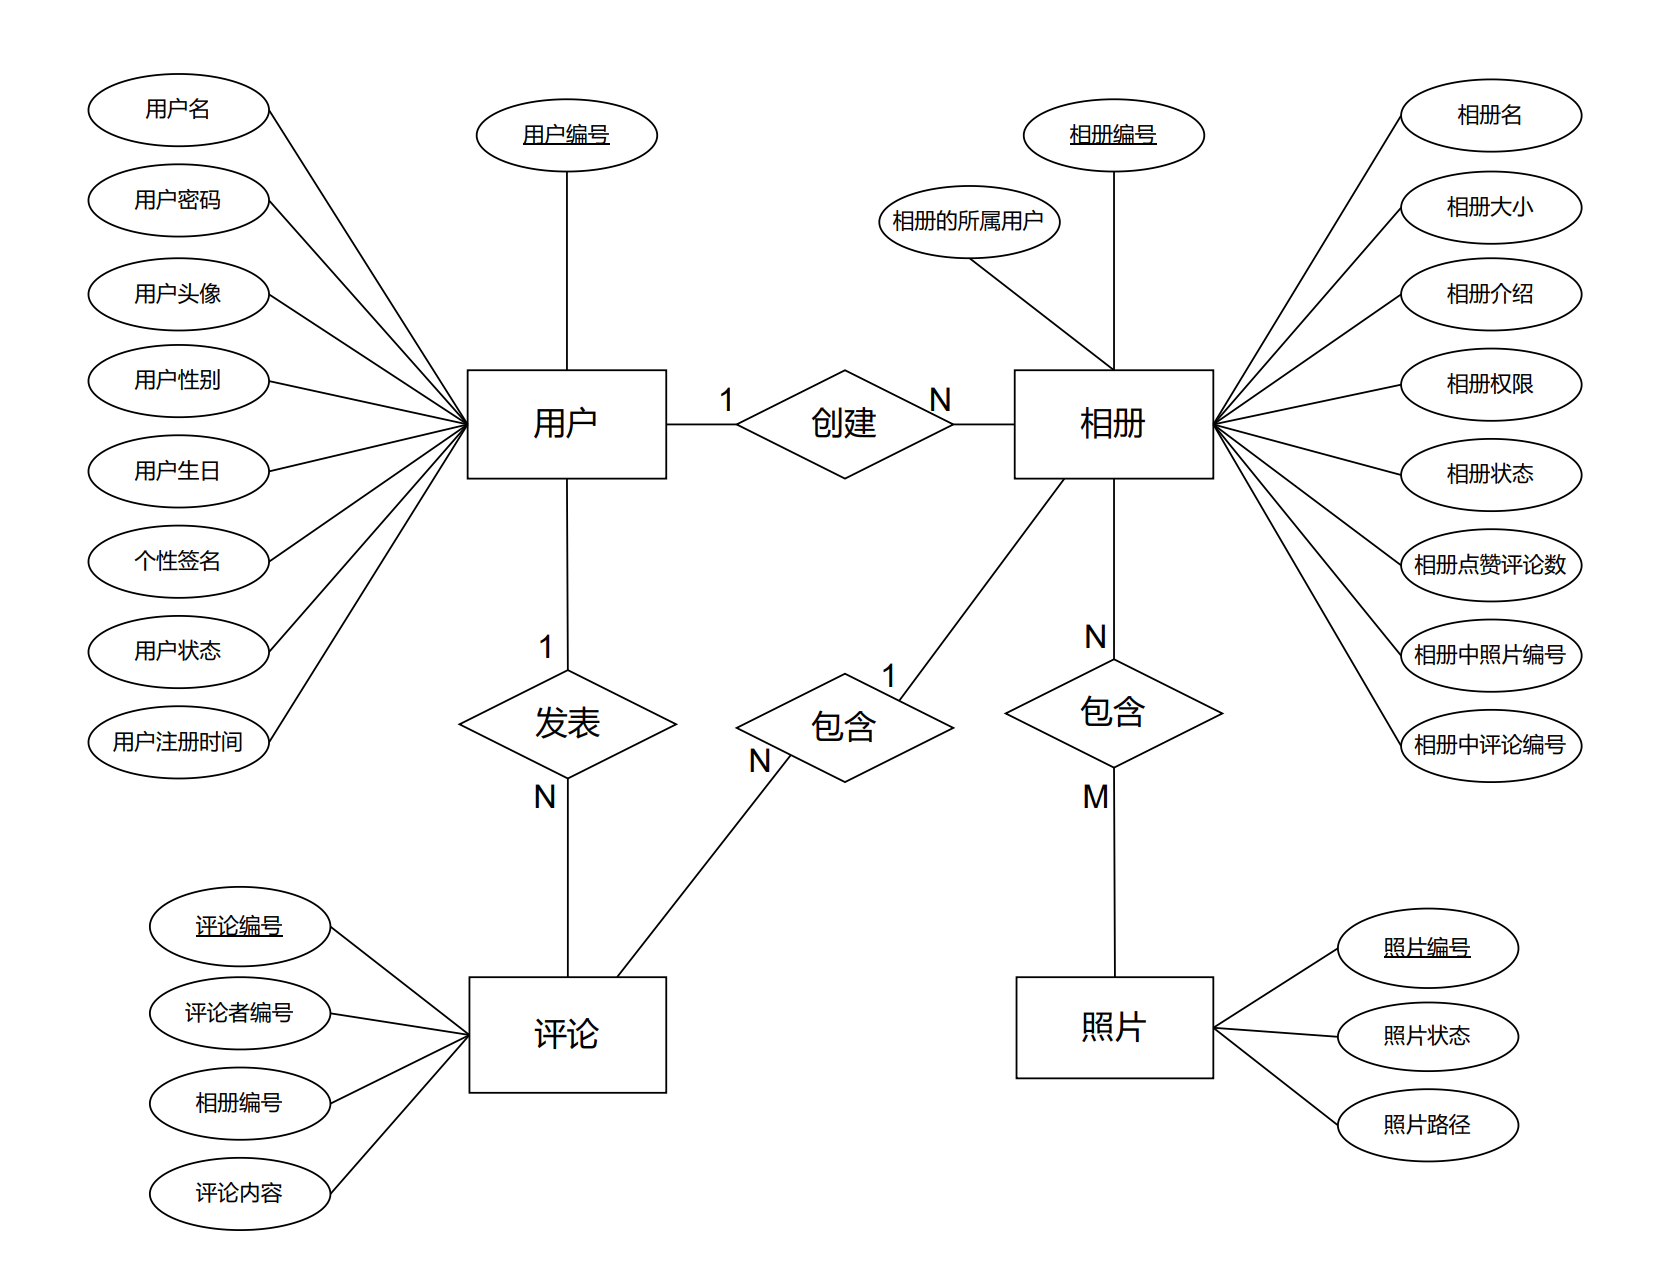 用户名
用户编号
相册编号
相册名
用户密码
相册的所属用户
相册大小
用户头像
相册介绍
用户性别
相册权限
用户
1
创建
N
相册
用户生日
相册状态
个性签名
相册点赞评论数
用户状态
1
1
N
相册中照片编号
用户注册时间
发表
包含
包含
相册中评论编号
N
N
M
评论编号
照片编号
评论者编号
评论
照片
照片状态
相册编号
照片路径
评论内容